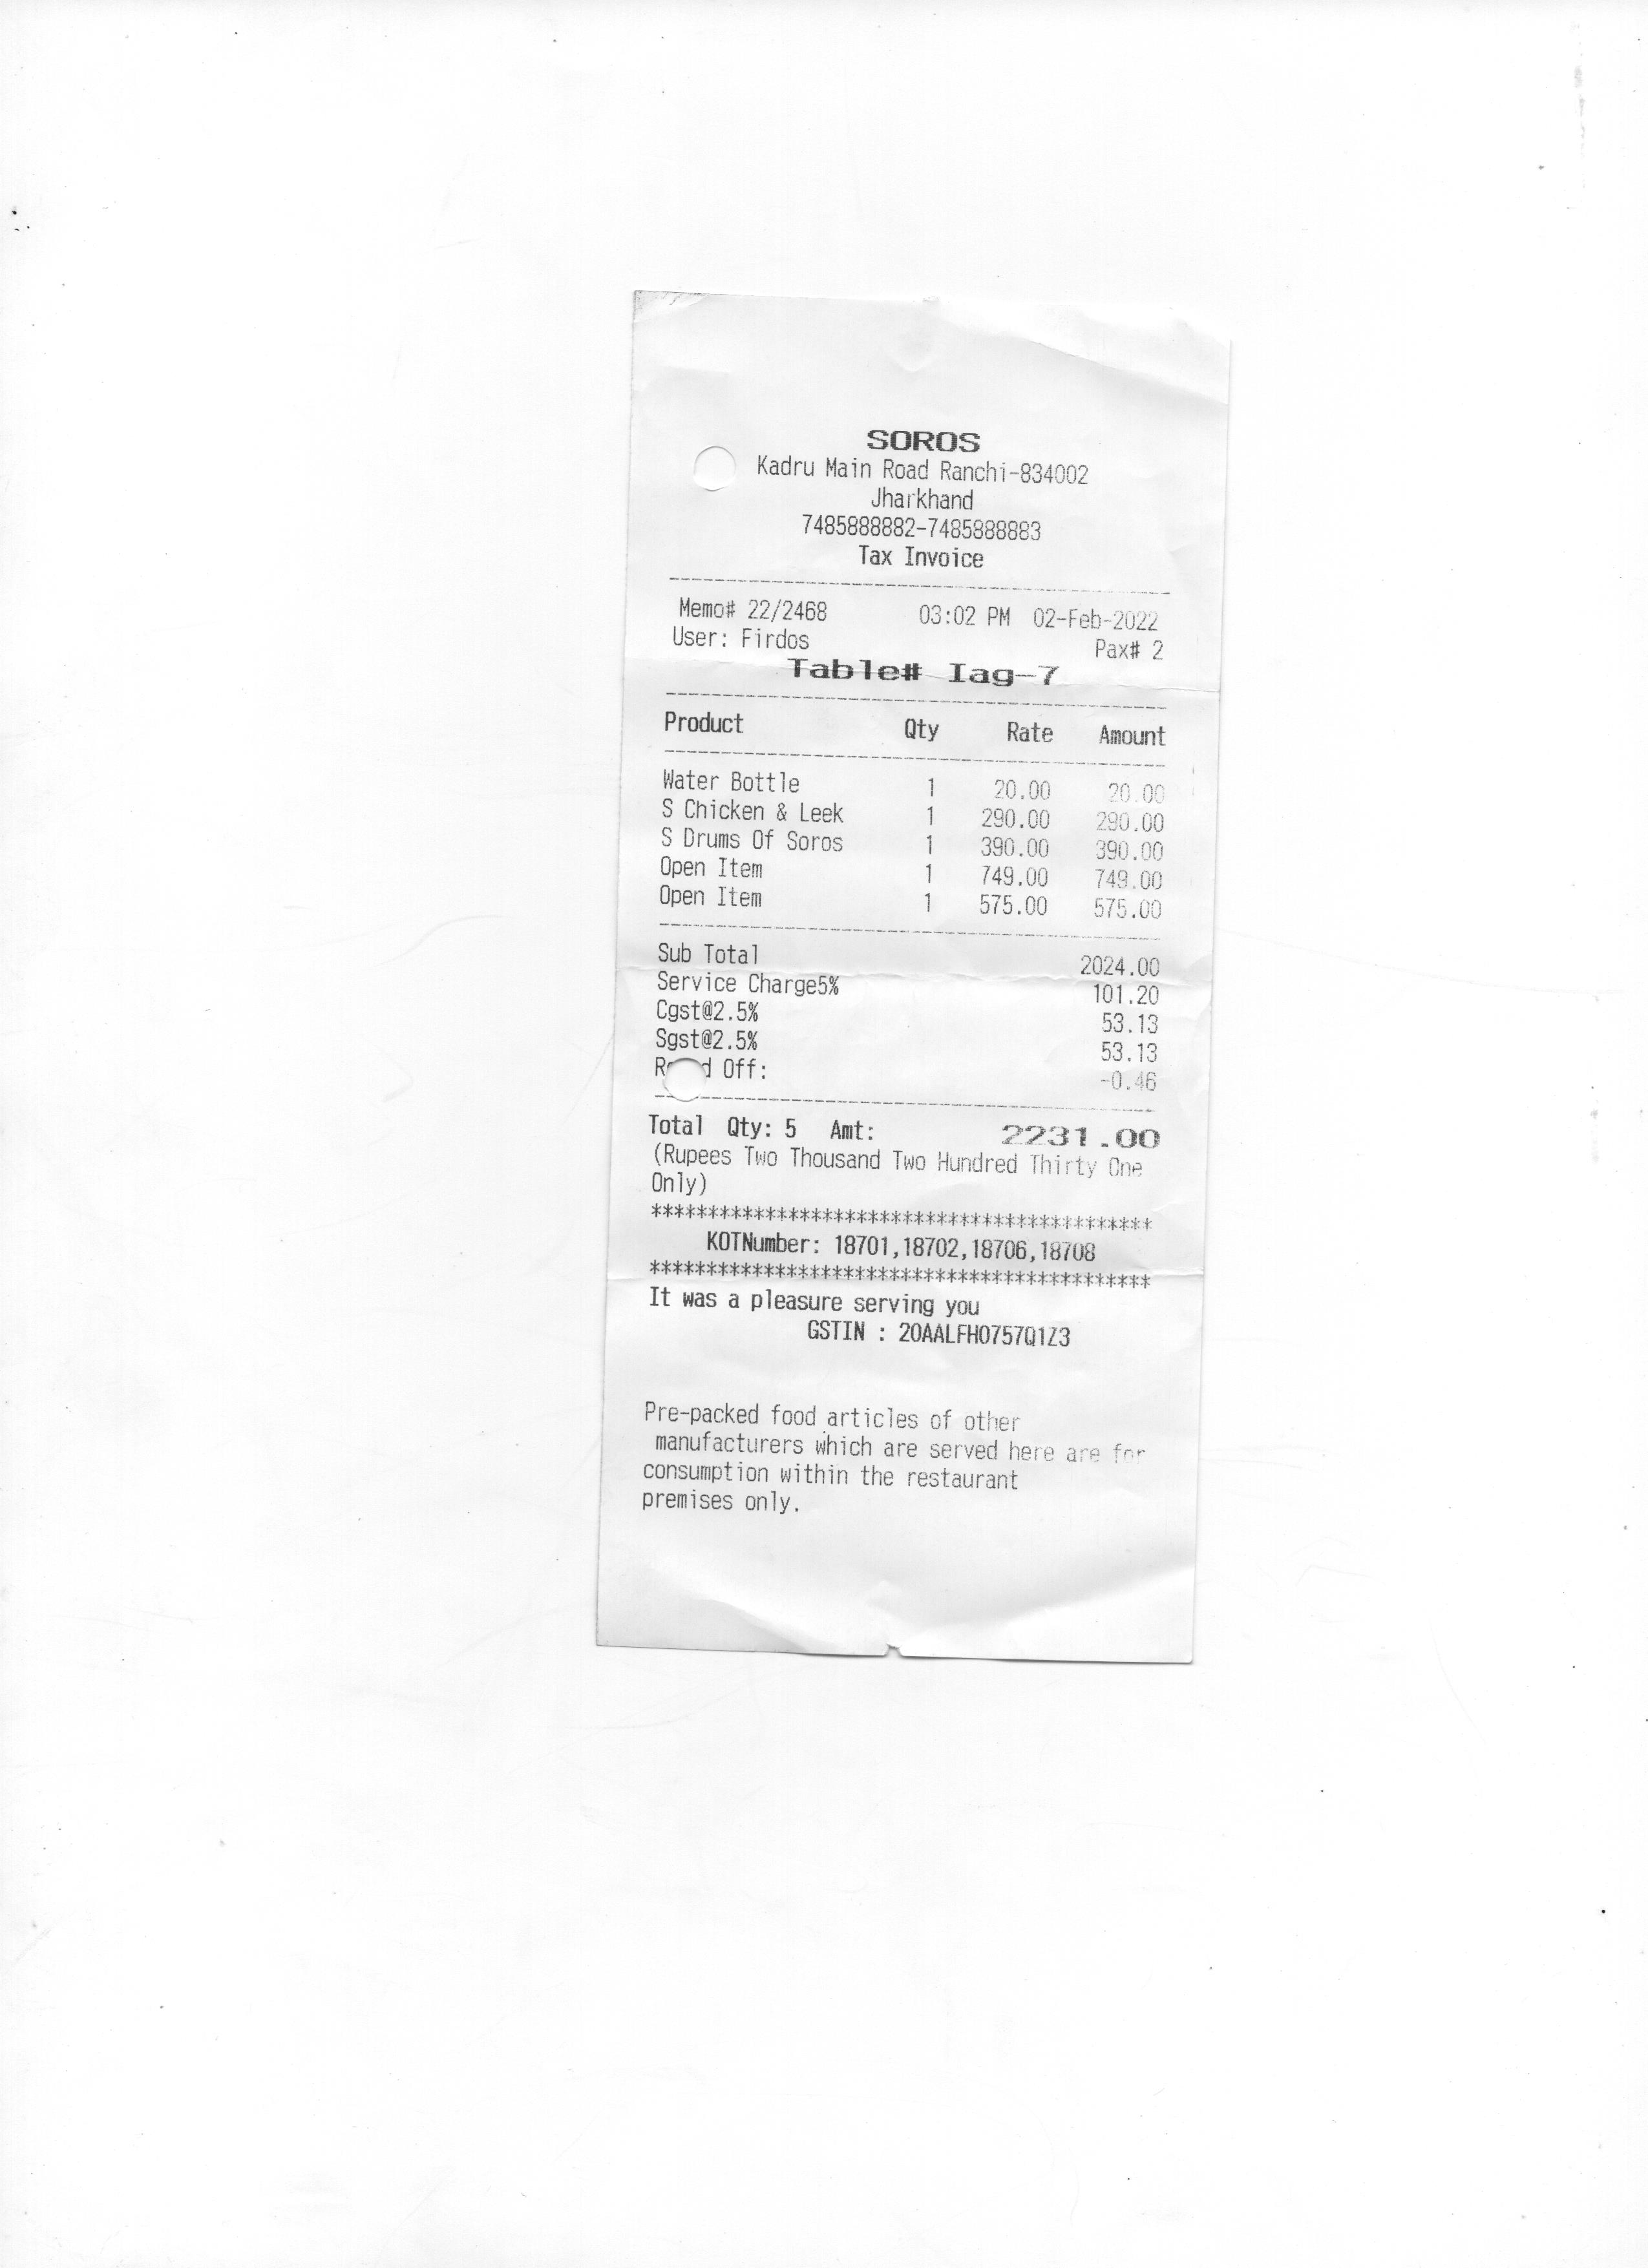 SOROS
Kadru Main Road Ranchi-834002
Jharkhand
7485888882-7485888883
Tax Invoice
Memo# 22/2468 03:02 PM 02-Feb-2022
User: Firdos Pax# 2
Table# Iag-7
Product Qty Rate Amount
Water Bottle 1 20.00 20.00
S Chicken & Leek 1 290.00 290.00
S Drums Of Soros 1 390.00 390.00
Open Item 1 749.00 749.00
Open Item 1 575.00 575.00
Sub Total 2024.00
Service Charge5% 101.20
Cgst@2.5% 53.13
Sgst@2.5% 53.13
Off: -0.46
Total Qty: 5 Amt: 2231.00
(Rupees Two Thousand Two Hundred Thirty One
Only)
********************************************
KOTNumber: 18701,18702,18706,18708
********************************************
It was a pleasure serving you
GSTIN : 20AALFH0757Q1Z3
Pre-packed food articles of other
manufacturers which are served here are for
consumption within the restaurant
premises only.